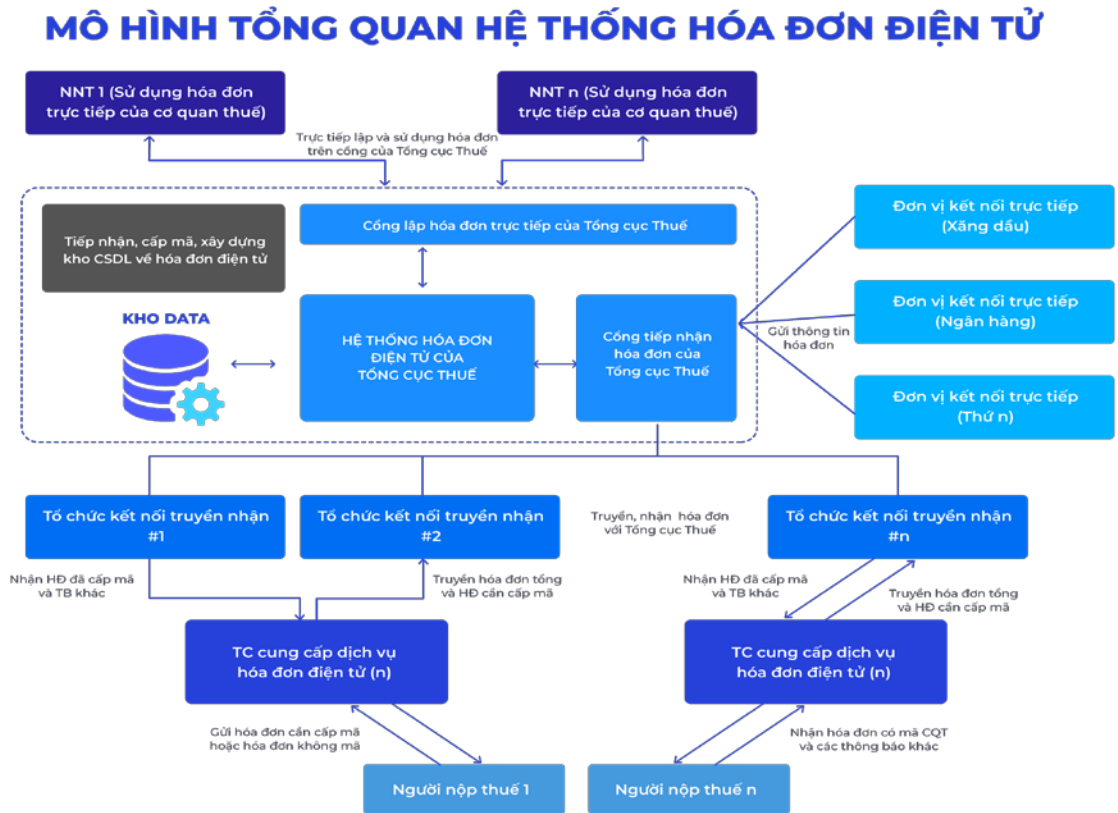 MÔ HÌNH TỔNG QUAN HỆ THỐNG HÓA ĐƠN ĐIỆN TỬ
NNT 1 (Sử dụng hóa đơn
trực tiếp của cơ quan thuế)
NNT n (Sử dụng hóa đơn
trực tiếp của cơ quan thuế)
Trực tiếp lập và sử dụng hóa đơn
trên cổng của Tổng cục Thuế
Tiếp nhận, cấp mã, xây dựng
kho CSDL về hóa đơn điện tử
Cổng lập hóa đơn trực tiếp của Tổng cục Thuế
Đơn vị kết nối trực tiếp
(Xăng dầu)
KHO DATA
HỆ THỐNG HÓA ĐƠN
ĐIỆN TỬ CỦA
TỔNG CỤC THUẾ
Cổng tiếp nhận
hóa đơn của
Tổng cục Thuế
Gửi thông tin
hóa đơn
Đơn vị kết nối trực tiếp
(Ngân hàng)
Đơn vị kết nối trực tiếp
(Thứ n)
Tổ chức kết nối truyền nhận
#1
Tổ chức kết nối truyền nhận
#2
Truyền, nhận hóa đơn
với Tổng cục Thuế
Tổ chức kết nối truyền nhận
#n
Nhận HĐ đã cấp mã
và TB khác
Truyền hóa đơn tổng
và HĐ cần cấp mã
Nhận HĐ đã cấp mã
và TB khác
Truyền hóa đơn tổng
và HĐ cần cấp mã
TC cung cấp dịch vụ
hóa đơn điện tử (n)
TC cung cấp dịch vụ
hóa đơn điện tử (n)
Gửi hóa đơn cần cấp mã
hoặc hóa đơn không mã
Nhận hóa đơn có mã CQT
và các thông báo khác
Người nộp thuế 1
Người nộp thuế n